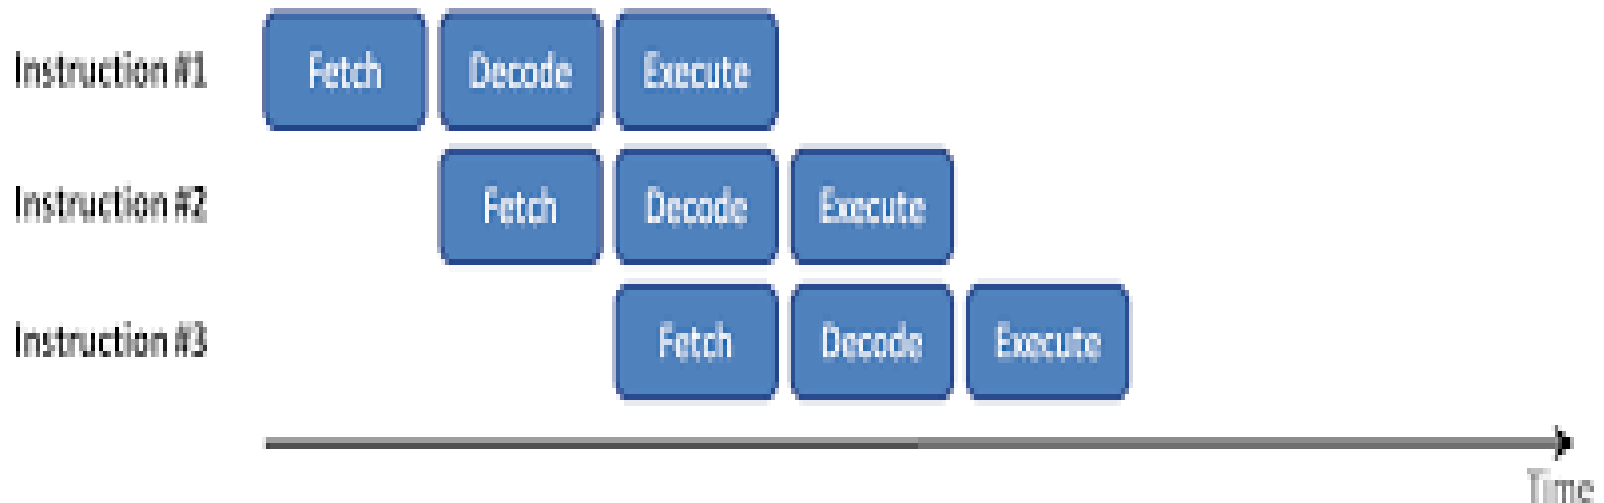 Instruction #1 Fetch Decode Execute
Instruction #2 Fetch Decode Execute
Instruction #3 Fetch Decode Execute
Time